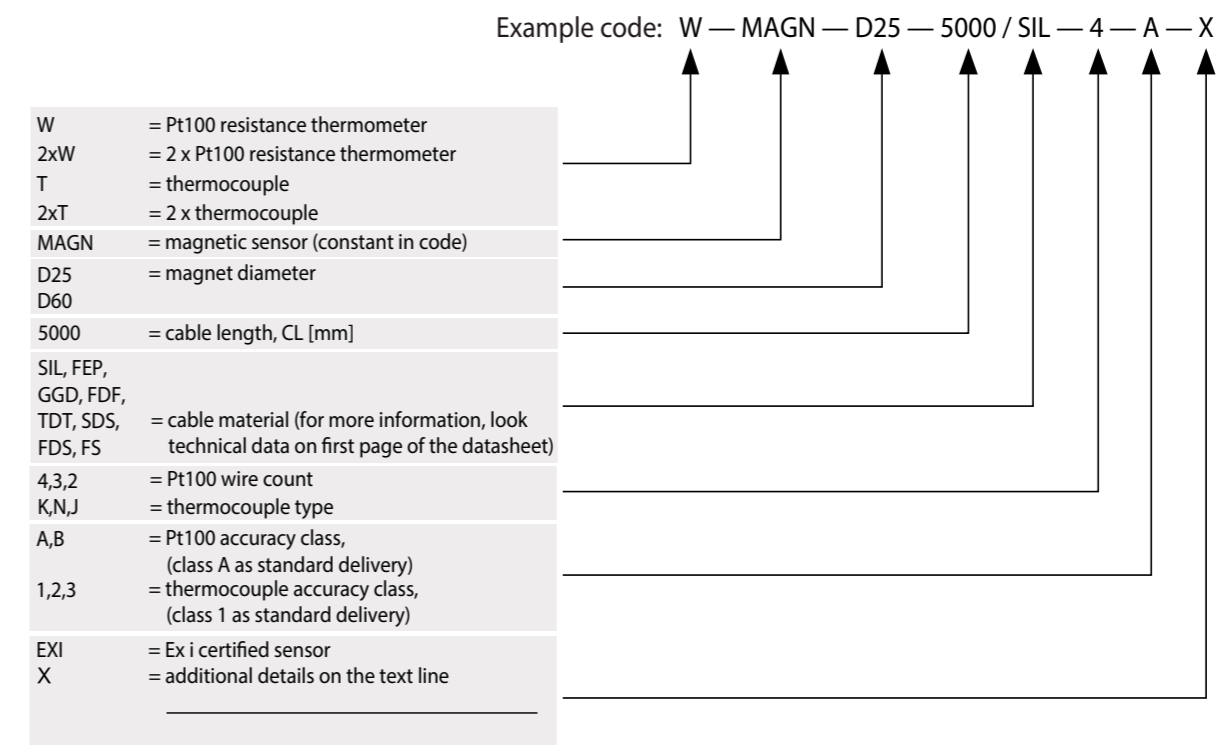 Example code: W — MAGN — D25 — 5000 / SIL — 4 — A — X
W = Pt100 resistance thermometer
2xW = 2 x Pt100 resistance thermometer
T = thermocouple
2xT = 2 x thermocouple
MAGN = magnetic sensor (constant in code)
D25 = magnet diameter
D60
5000 = cable length, CL [mm]
SIL, FEP,
GGD, FDF,
TDT, SDS, = cable material (for more information, look
FDS, FS technical data on first page of the datasheet)
4,3,2 = Pt100 wire count
K,N,J = thermocouple type
A,B = Pt100 accuracy class,
(class A as standard delivery)
1,2,3 = thermocouple accuracy class,
(class 1 as standard delivery)
EXI = Ex i certified sensor
X = additional details on the text line